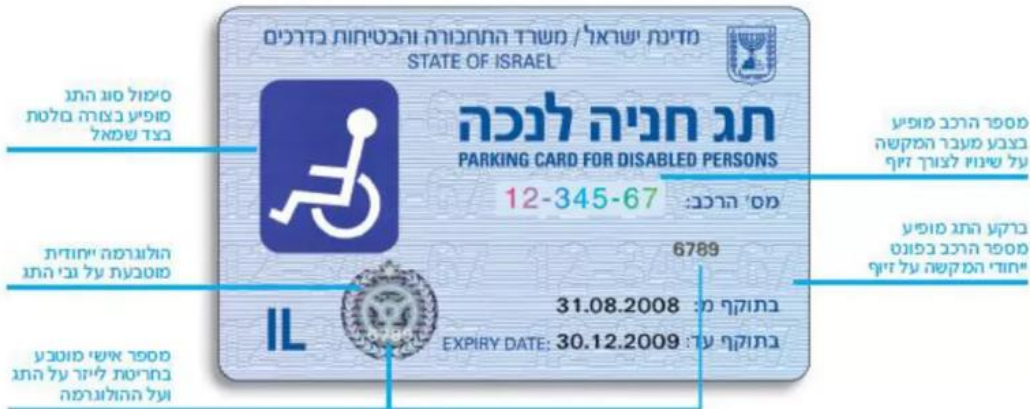 מדינת ישראל / משרד התחבורה והבטיחות בדרכים
STATE OF ISRAEL
תג חניה לנכה
PARKING CARD FOR DISABLED PERSONS
מס' הרכב: 12-345-67
6789
בתוקף מ: 31.08.2008
בתוקף עד: EXPIRY DATE: 30.12.2009
IL
מספר הרכב מופיע
בצבע מעבר המקשה
על שינויו לצורך זיוף
ברקע התג מופיע
מספר הרכב בפונט
ייחודי המקשה על זיוף
סימול סוג התג
מופיע בצורה בולטת
בצד שמאל
הולוגרמה ייחודית
מוטבעת על גבי התג
מספר אישי מוטבע
בחריטת לייזר על התג
ועל ההולוגרמה